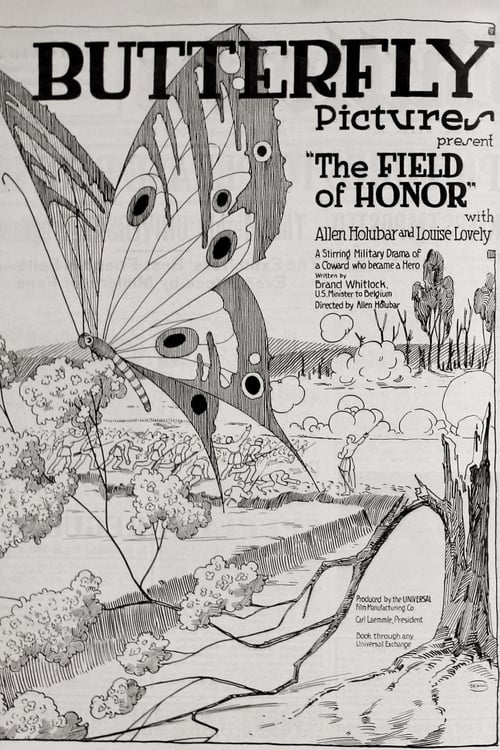 BUTTERFLY
Pictures
present
"The FIELD
of HONOR"
with
Allen Holubar and Louise Lovely
A Stirring Military Drama of
a Coward who became a Hero
Written by
Brand Whitlock,
U.S. Minister to Belgium
Directed by Allen Holubar
Produced by the UNIVERSAL
Film Manufacturing Co.
Carl Laemmle, President
Book through any
Universal Exchange